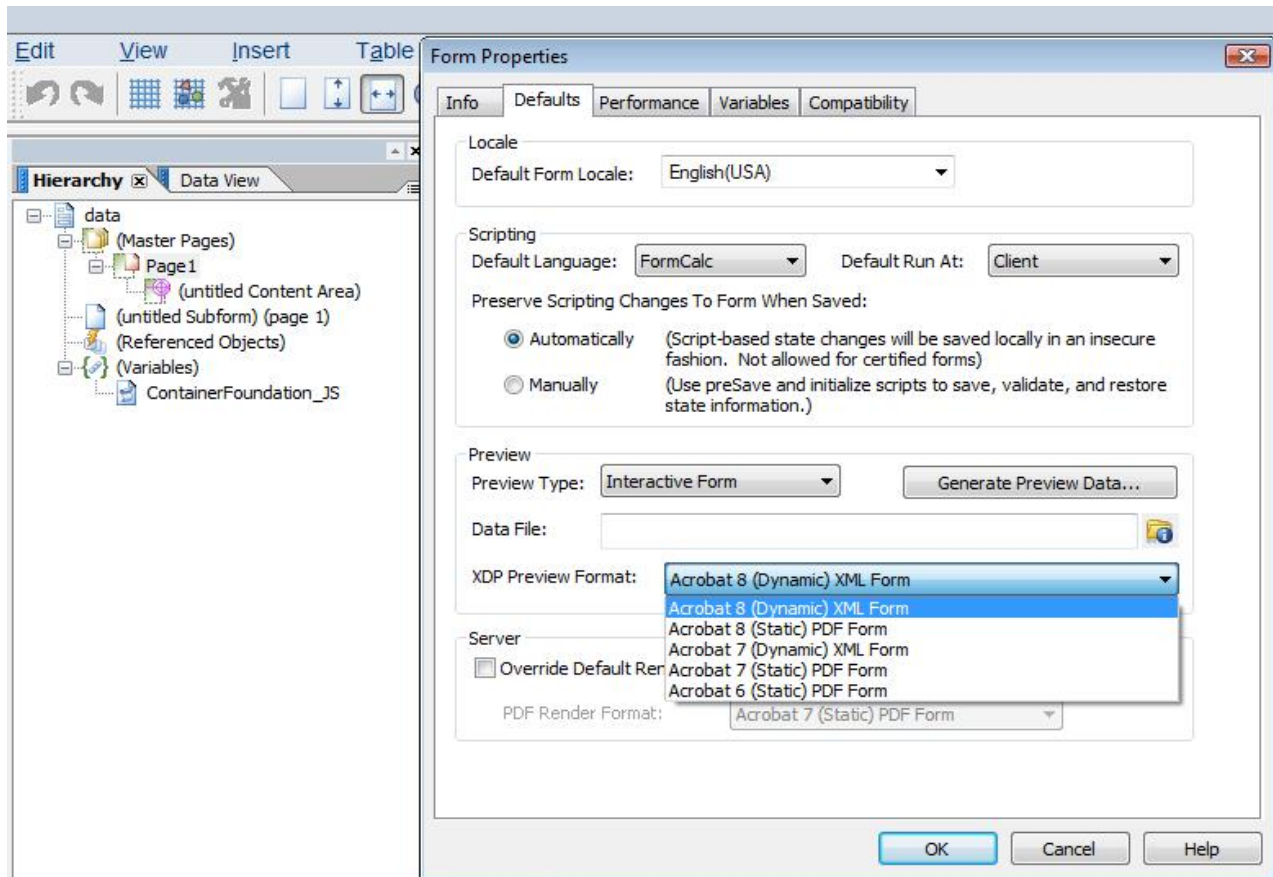 Edit View Insert Table
Hierarchy Data View
data
(Master Pages)
Page1
(untitled Content Area)
(untitled Subform) (page 1)
(Referenced Objects)
(Variables)
ContainerFoundation_JS
Form Properties
Info Defaults Performance Variables Compatibility
Locale
Default Form Locale: English(USA)
Scripting
Default Language: FormCalc Default Run At: Client
Preserve Scripting Changes To Form When Saved:
Automatically (Script-based state changes will be saved locally in an insecure
fashion. Not allowed for certified forms)
Manually (Use preSave and initialize scripts to save, validate, and restore
state information.)
Preview
Preview Type: Interactive Form Generate Preview Data...
Data File:
XDP Preview Format: Acrobat 8 (Dynamic) XML Form
Acrobat 8 (Dynamic) XML Form
Acrobat 8 (Static) PDF Form
Acrobat 7 (Dynamic) XML Form
Acrobat 7 (Static) PDF Form
Acrobat 6 (Static) PDF Form
Server
Override Default Ren
PDF Render Format: Acrobat 7 (Static) PDF Form
OK Cancel Help